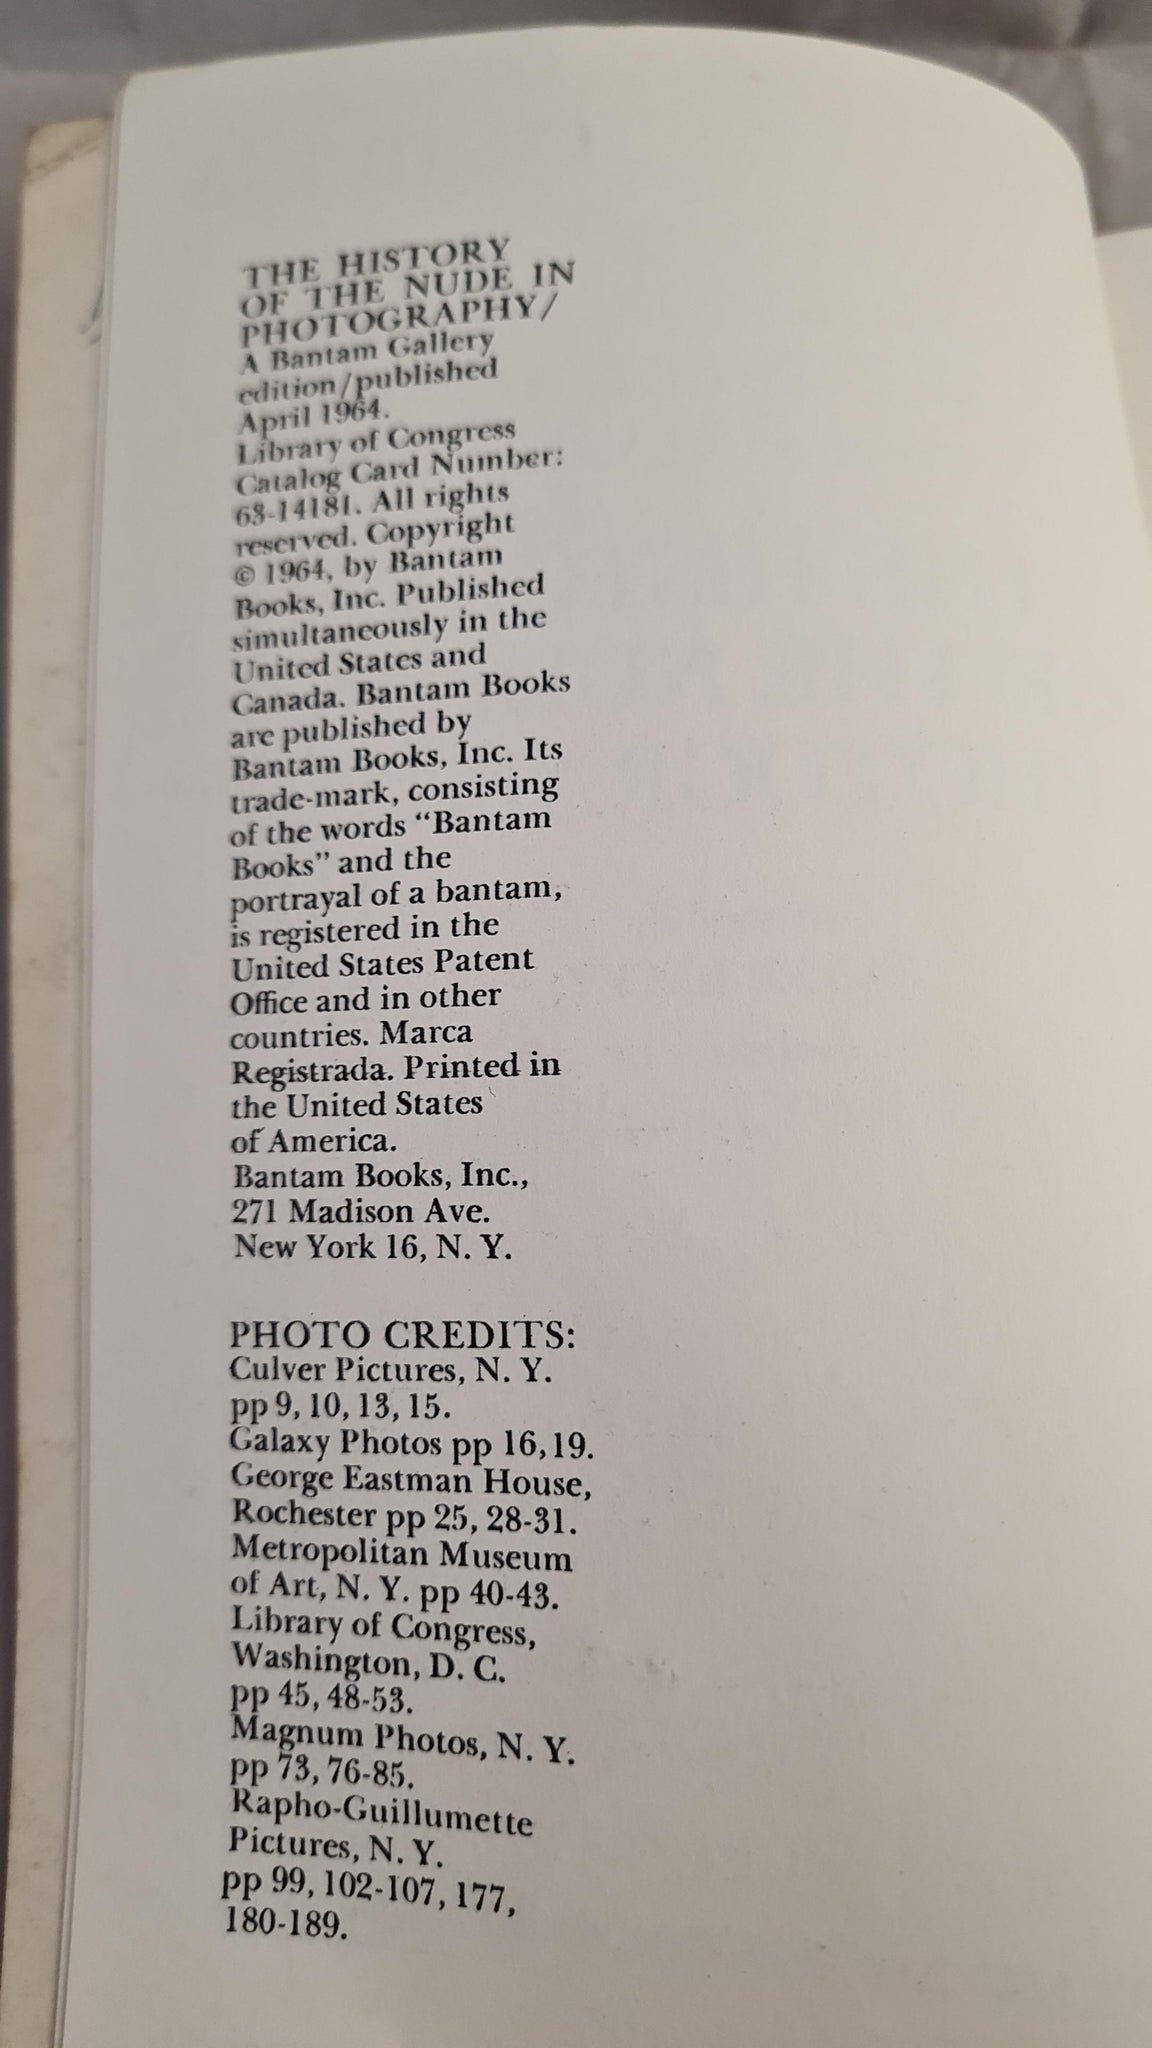 THE HISTORY
OF THE NUDE IN
PHOTOGRAPHY/
A Bantam Gallery
edition/published
April 1964.
Library of Congress
Catalog Card Number:
63-14181. All rights
reserved. Copyright
© 1964, by Bantam
Books, Inc. Published
simultaneously in the
United States and
Canada. Bantam Books
are published by
Bantam Books, Inc. Its
trade-mark, consisting
of the words “Bantam
Books” and the
portrayal of a bantam,
is registered in the
United States Patent
Office and in other
countries. Marca
Registrada. Printed in
the United States
of America.
Bantam Books, Inc.,
271 Madison Ave.
New York 16, N. Y.
PHOTO CREDITS:
Culver Pictures, N. Y.
pp 9, 10, 13, 15.
Galaxy Photos pp 16, 19.
George Eastman House,
Rochester pp 25, 28-31.
Metropolitan Museum
of Art, N. Y. pp 40-43.
Library of Congress,
Washington, D. C.
pp 45, 48-53.
Magnum Photos, N. Y.
pp 73, 76-85.
Rapho-Guillumette
Pictures, N. Y.
pp 99, 102-107, 177,
180-189.